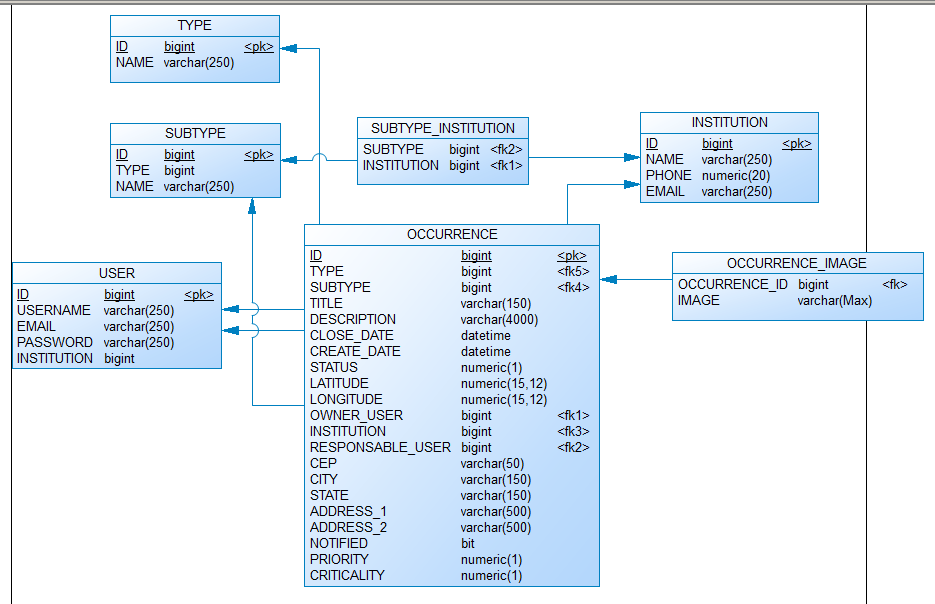 TYPE
ID bigint <pk>
NAME varchar(250)
SUBTYPE
ID bigint <pk>
TYPE bigint
NAME varchar(250)
SUBTYPE_INSTITUTION
SUBTYPE bigint <fk2>
INSTITUTION bigint <fk1>
INSTITUTION
ID bigint <pk>
NAME varchar(250)
PHONE numeric(20)
EMAIL varchar(250)
USER
ID bigint <pk>
USERNAME varchar(250)
EMAIL varchar(250)
PASSWORD varchar(250)
INSTITUTION bigint
OCCURRENCE
ID bigint <pk>
TYPE bigint <fk5>
SUBTYPE bigint <fk4>
TITLE varchar(150)
DESCRIPTION varchar(4000)
CLOSE_DATE datetime
CREATE_DATE datetime
STATUS numeric(1)
LATITUDE numeric(15,12)
LONGITUDE numeric(15,12)
OWNER_USER bigint <fk1>
INSTITUTION bigint <fk3>
RESPONSABLE_USER bigint <fk2>
CEP varchar(50)
CITY varchar(150)
STATE varchar(150)
ADDRESS_1 varchar(500)
ADDRESS_2 varchar(500)
NOTIFIED bit
PRIORITY numeric(1)
CRITICALITY numeric(1)
OCCURRENCE_IMAGE
OCCURRENCE_ID bigint <fk>
IMAGE varchar(Max)